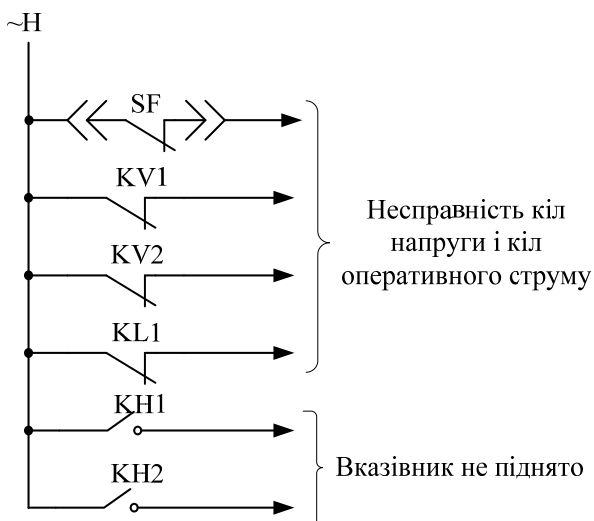 ~Н
SF
KV1
KV2
KL1
KH1
KH2
Несправність кіл
напруги і кіл
оперативного струму
Вказівник не піднято